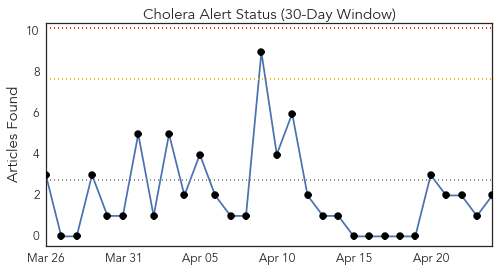 Cholera Alert Status (30-Day Window)
Articles Found
10
8
6
4
2
0
Mar 26 Mar 31 Apr 05 Apr 10 Apr 15 Apr 20